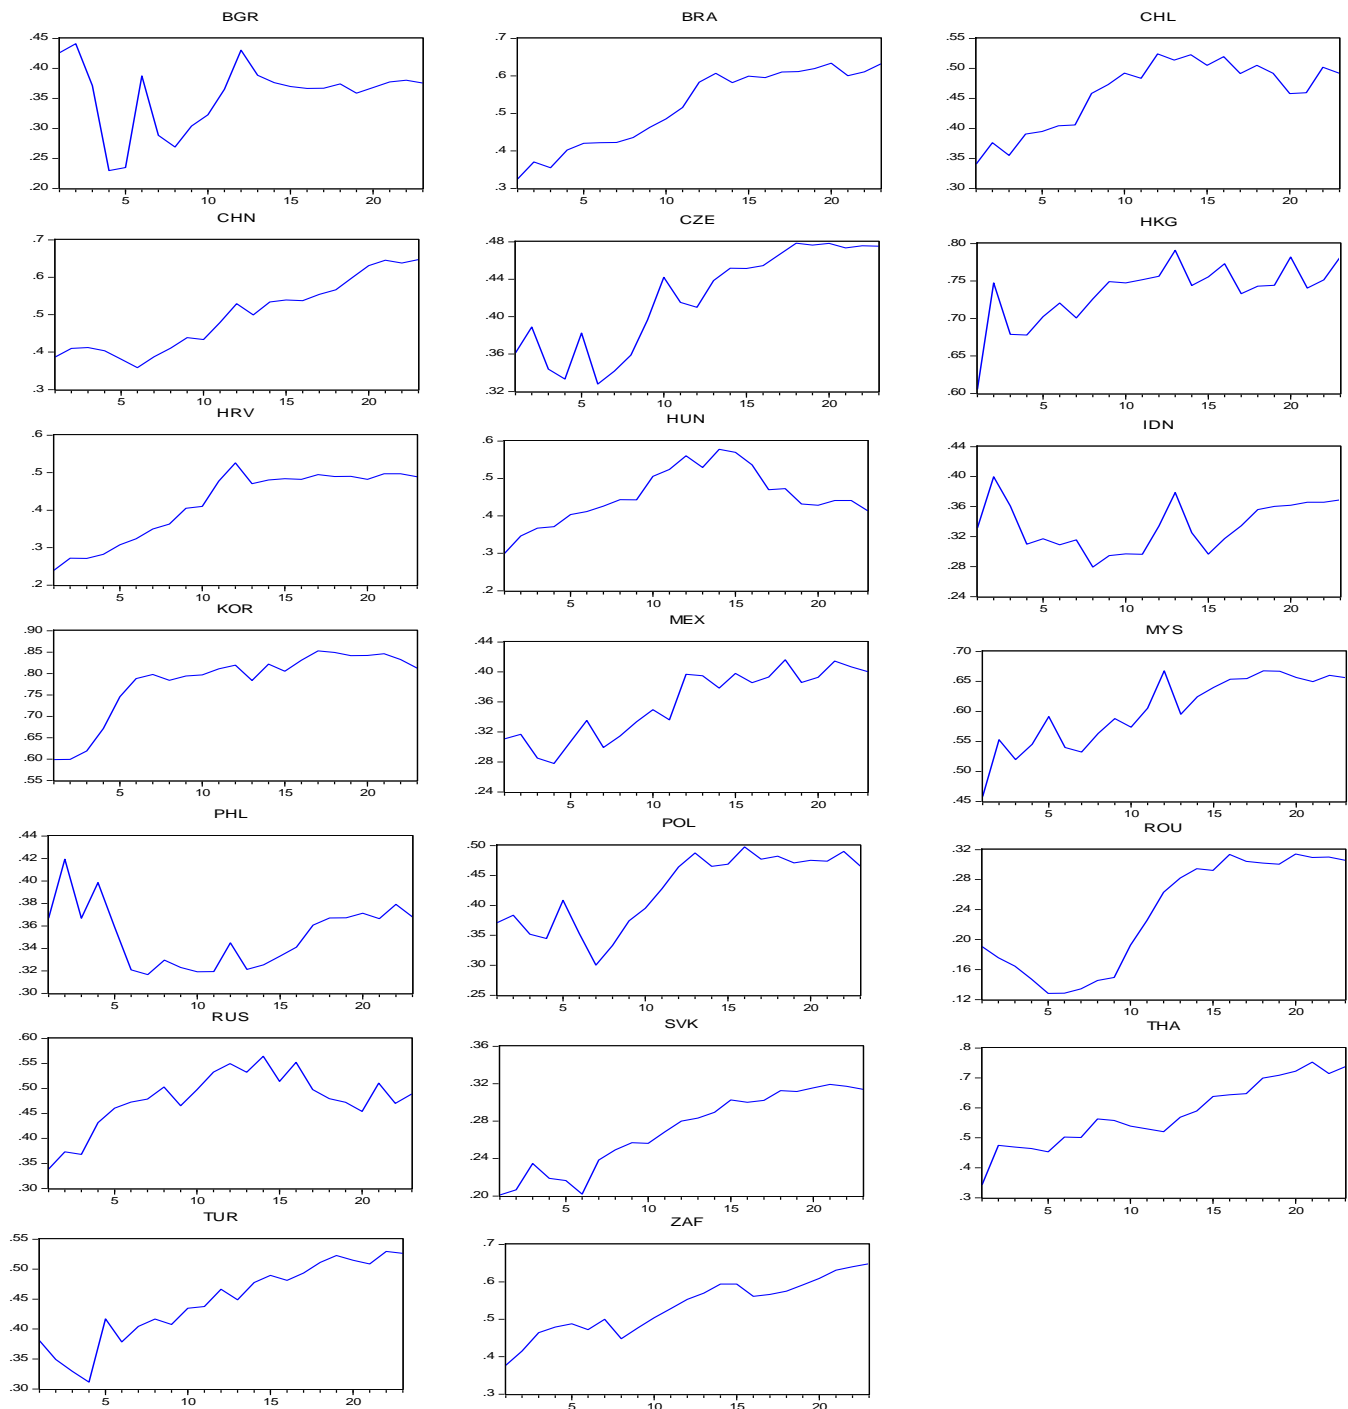 BGR
.45
.40
.35
.30
.25
.20
5 10 15 20
BRA
.7
.6
.5
.4
.3
5 10 15 20
CHL
.55
.50
.45
.40
.35
.30
5 10 15 20
CHN
.7
.6
.5
.4
.3
5 10 15 20
CZE
.48
.44
.40
.36
.32
5 10 15 20
HKG
.80
.75
.70
.65
.60
5 10 15 20
HRV
.6
.5
.4
.3
.2
5 10 15 20
HUN
.6
.5
.4
.3
.2
5 10 15 20
IDN
.44
.40
.36
.32
.28
.24
5 10 15 20
KOR
.90
.85
.80
.75
.70
.65
.60
.55
5 10 15 20
MEX
.44
.40
.36
.32
.28
.24
5 10 15 20
MYS
.70
.65
.60
.55
.50
.45
5 10 15 20
PHL
.44
.42
.40
.38
.36
.34
.32
.30
5 10 15 20
POL
.50
.45
.40
.35
.30
.25
5 10 15 20
ROU
.32
.28
.24
.20
.16
.12
5 10 15 20
RUS
.60
.55
.50
.45
.40
.35
.30
5 10 15 20
SVK
.36
.32
.28
.24
.20
5 10 15 20
THA
.8
.7
.6
.5
.4
.3
5 10 15 20
TUR
.55
.50
.45
.40
.35
.30
5 10 15 20
ZAF
.7
.6
.5
.4
.3
5 10 15 20